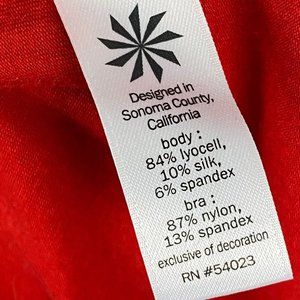 Designed in
Sonoma County,
California
body :
84% lyocell,
10% silk,
6% spandex
bra :
87% nylon,
13% spandex
exclusive of decoration
RN #54023